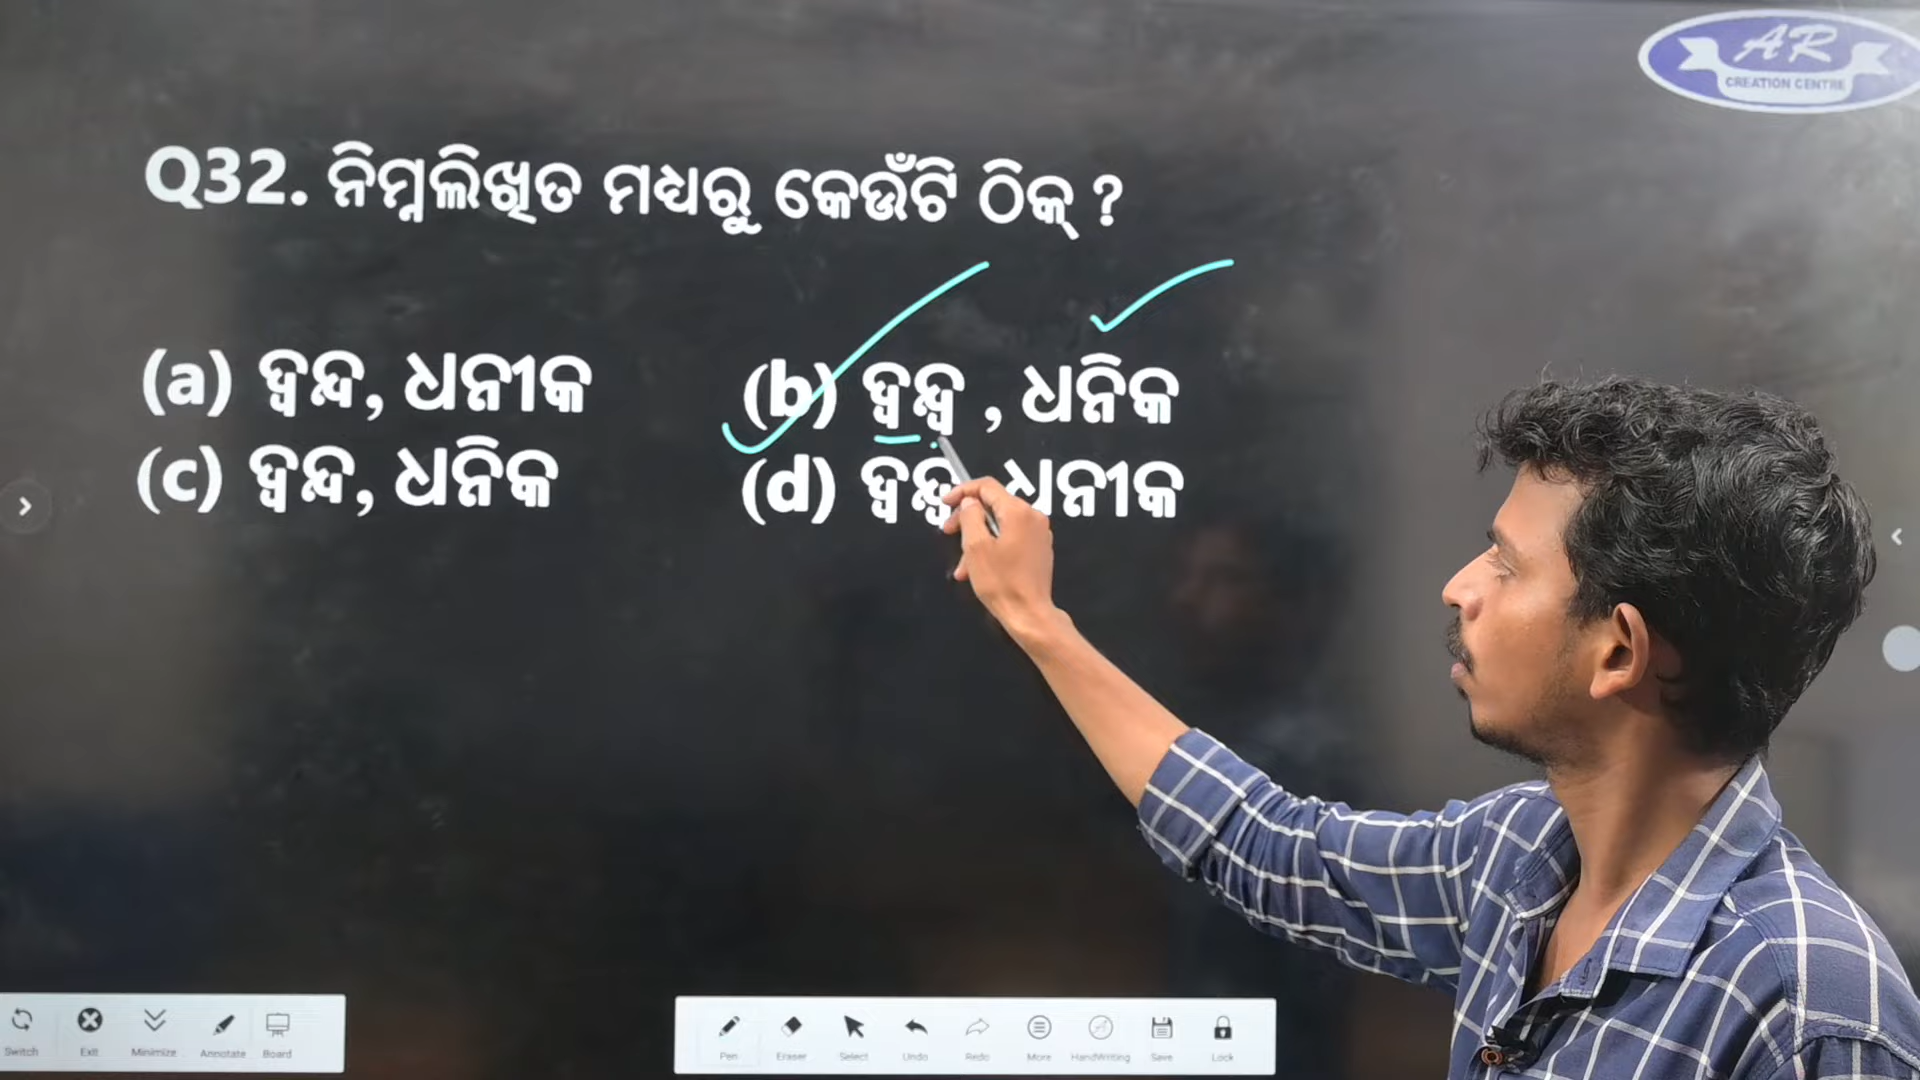 AR
CREATION CENTRE
Q32. ନିମ୍ନଲିଖିତ ମଧ୍ୟରୁ କେଉଁଟି ଠିକ୍ ?
(a) ଦ୍ୱନ୍ଦ, ଧନୀକ (b) ଦ୍ୱନ୍ଦ୍ୱ , ଧନିକ
(c) ଦ୍ୱନ୍ଦ, ଧନିକ (d) ଦ୍ୱନ୍ଦ୍ୱ ଧନୀକ
Switch Exit Minimize Annotate Board Pen Eraser Select Undo Redo More HandWriting Save Lock